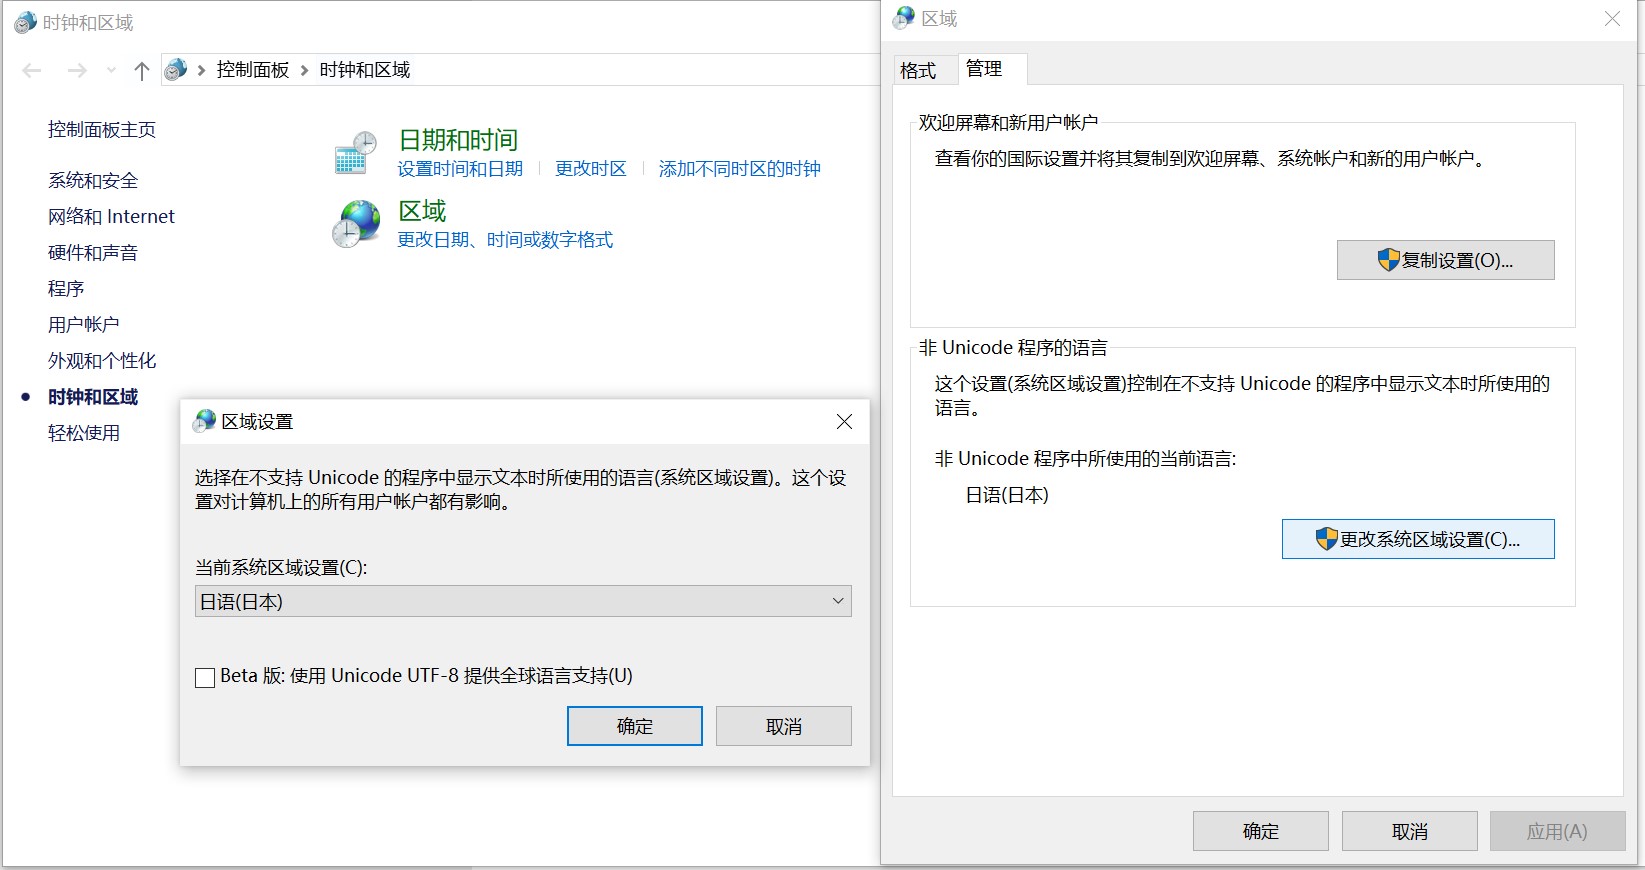 时钟和区域
控制面板 时钟和区域
控制面板主页
系统和安全
网络和 Internet
硬件和声音
程序
用户帐户
外观和个性化
时钟和区域
轻松使用
日期和时间
设置时间和日期 更改时区 添加不同时区的时钟
区域
更改日期、时间或数字格式
区域设置
选择在不支持 Unicode 的程序中显示文本时所使用的语言(系统区域设置)。这个设
置对计算机上的所有用户帐户都有影响。
当前系统区域设置(C):
日语(日本)
Beta 版: 使用 Unicode UTF-8 提供全球语言支持(U)
确定 取消
区域
格式 管理
欢迎屏幕和新用户帐户
查看你的国际设置并将其复制到欢迎屏幕、系统帐户和新的用户帐户。
复制设置(O)...
非 Unicode 程序的语言
这个设置(系统区域设置)控制在不支持 Unicode 的程序中显示文本时所使用的
语言。
非 Unicode 程序中所使用的当前语言:
日语(日本)
更改系统区域设置(C)...
确定 取消 应用(A)